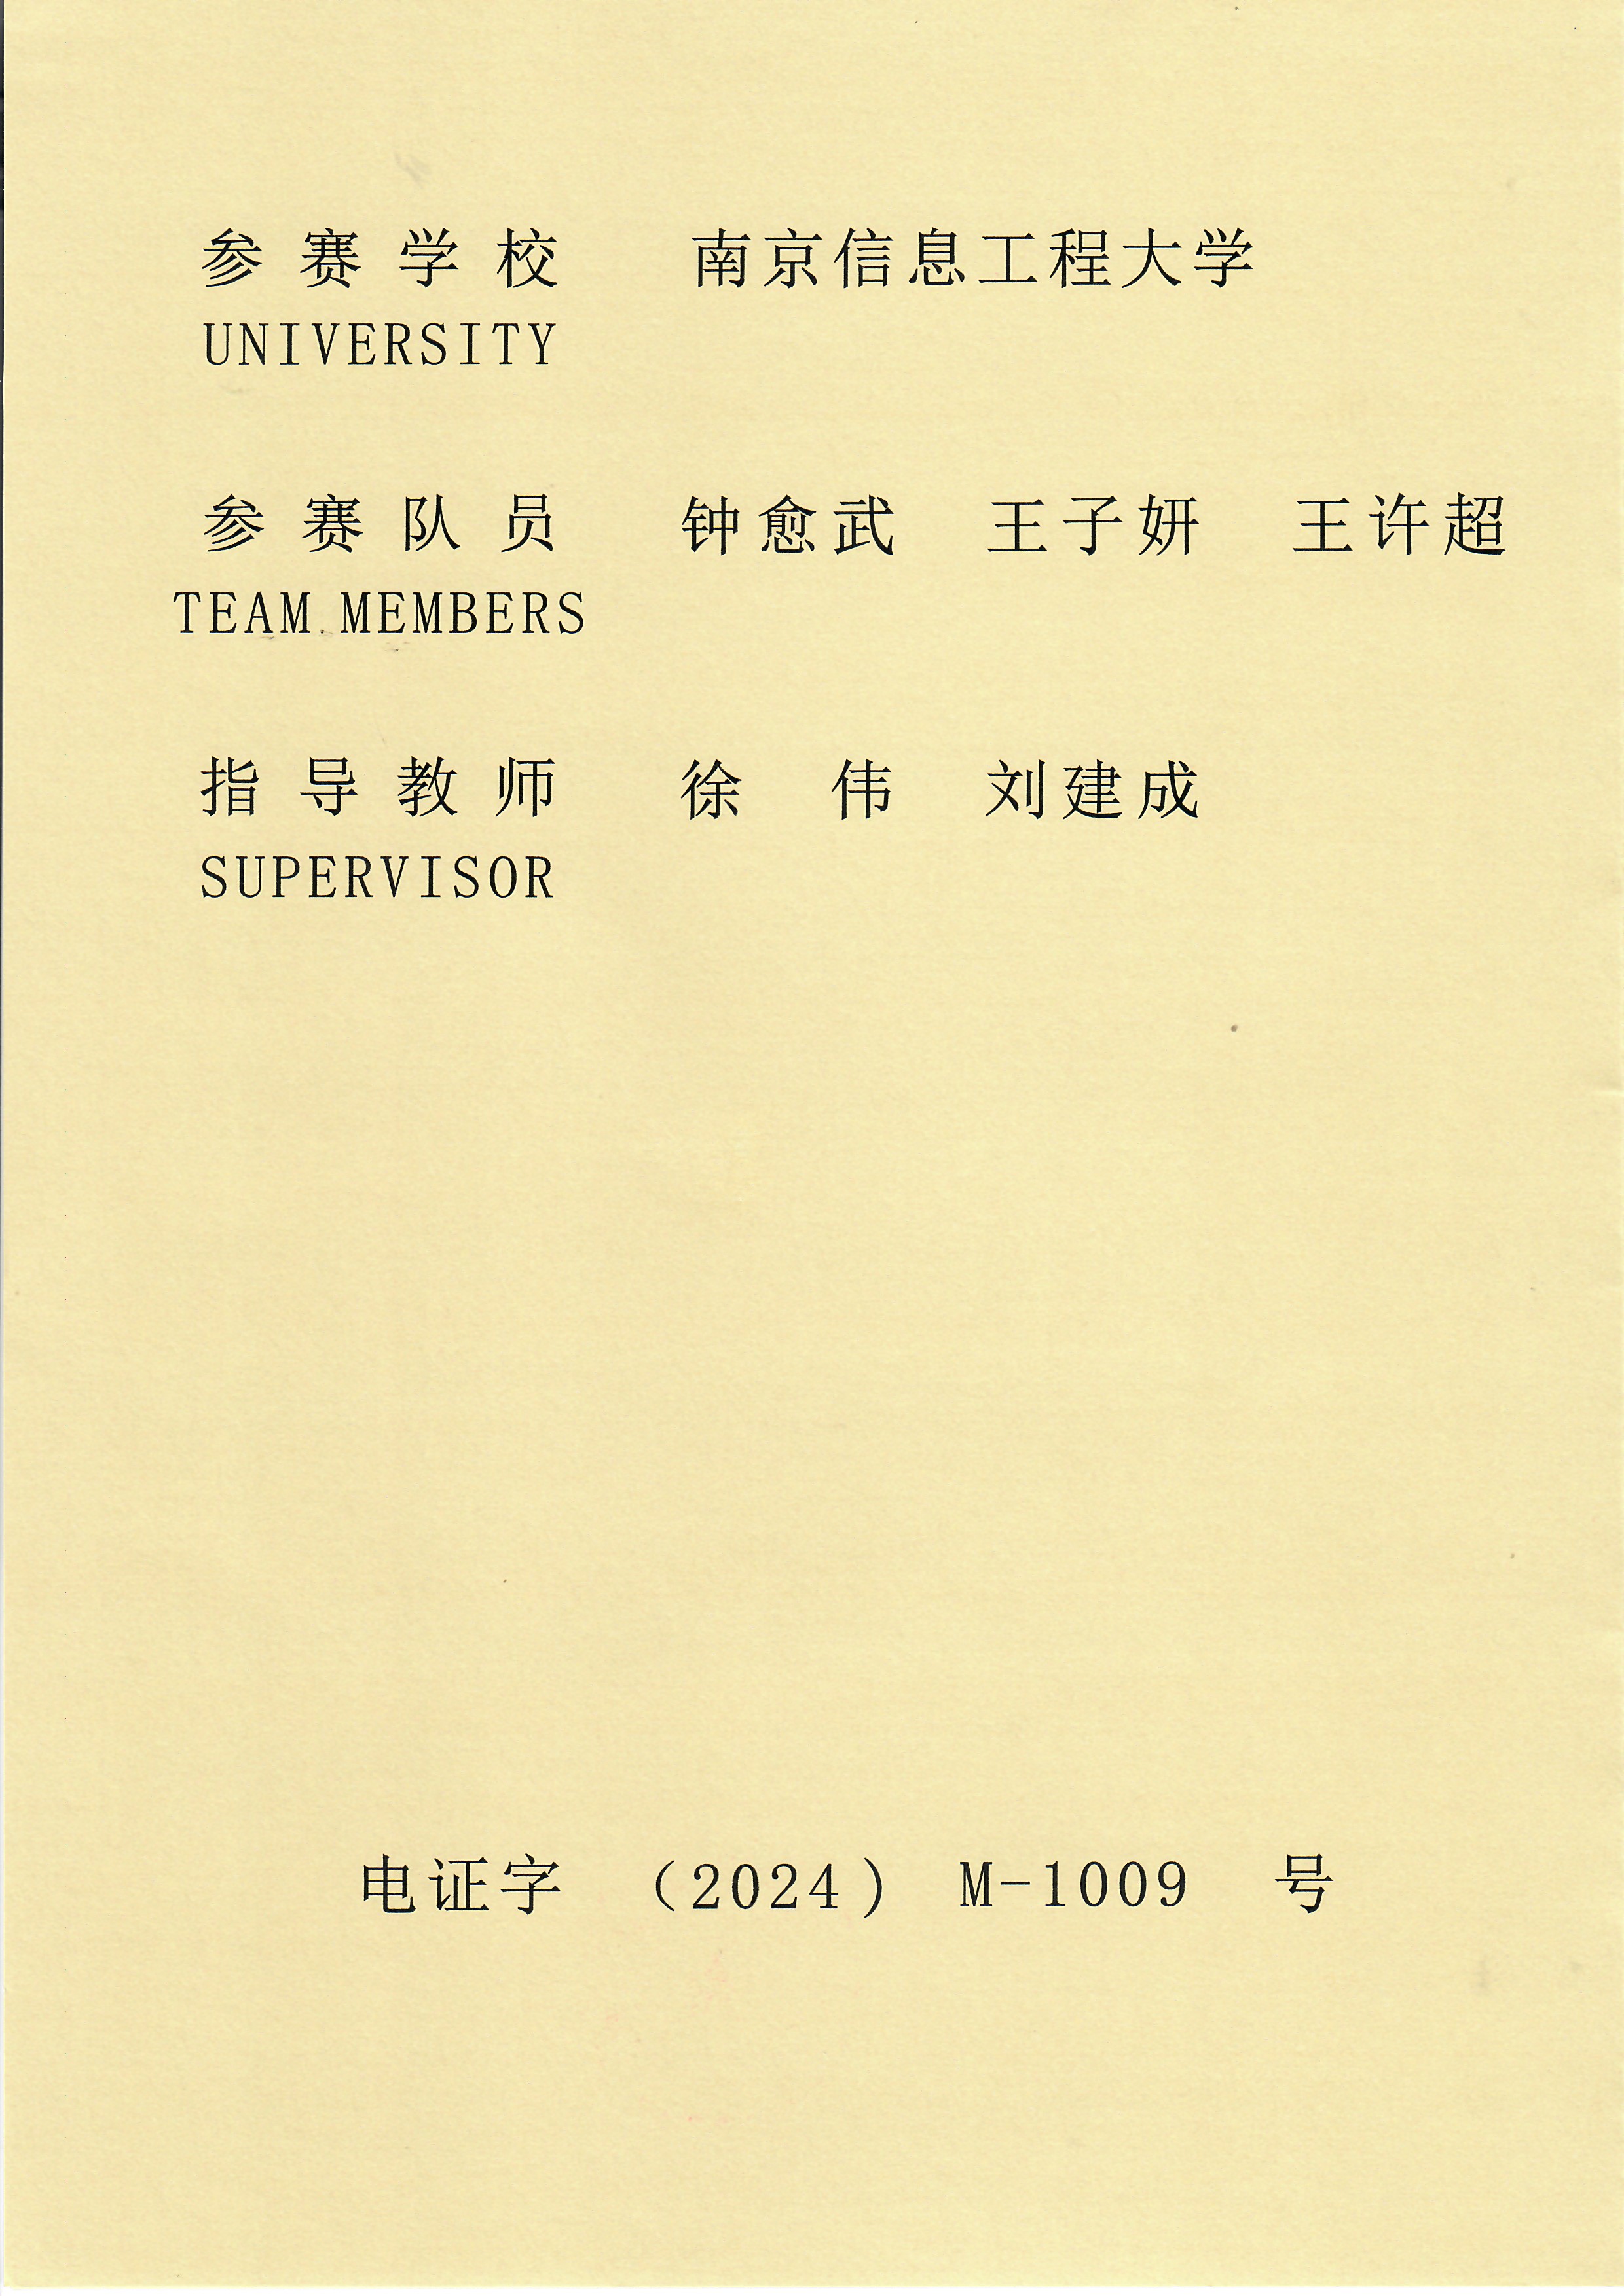 参赛学校 南京信息工程大学
UNIVERSITY
参赛队员 钟愈武 王子妍 王许超
TEAM MEMBERS
指导教师 徐伟 刘建成
SUPERVISOR
电证字 （2024） M-1009 号